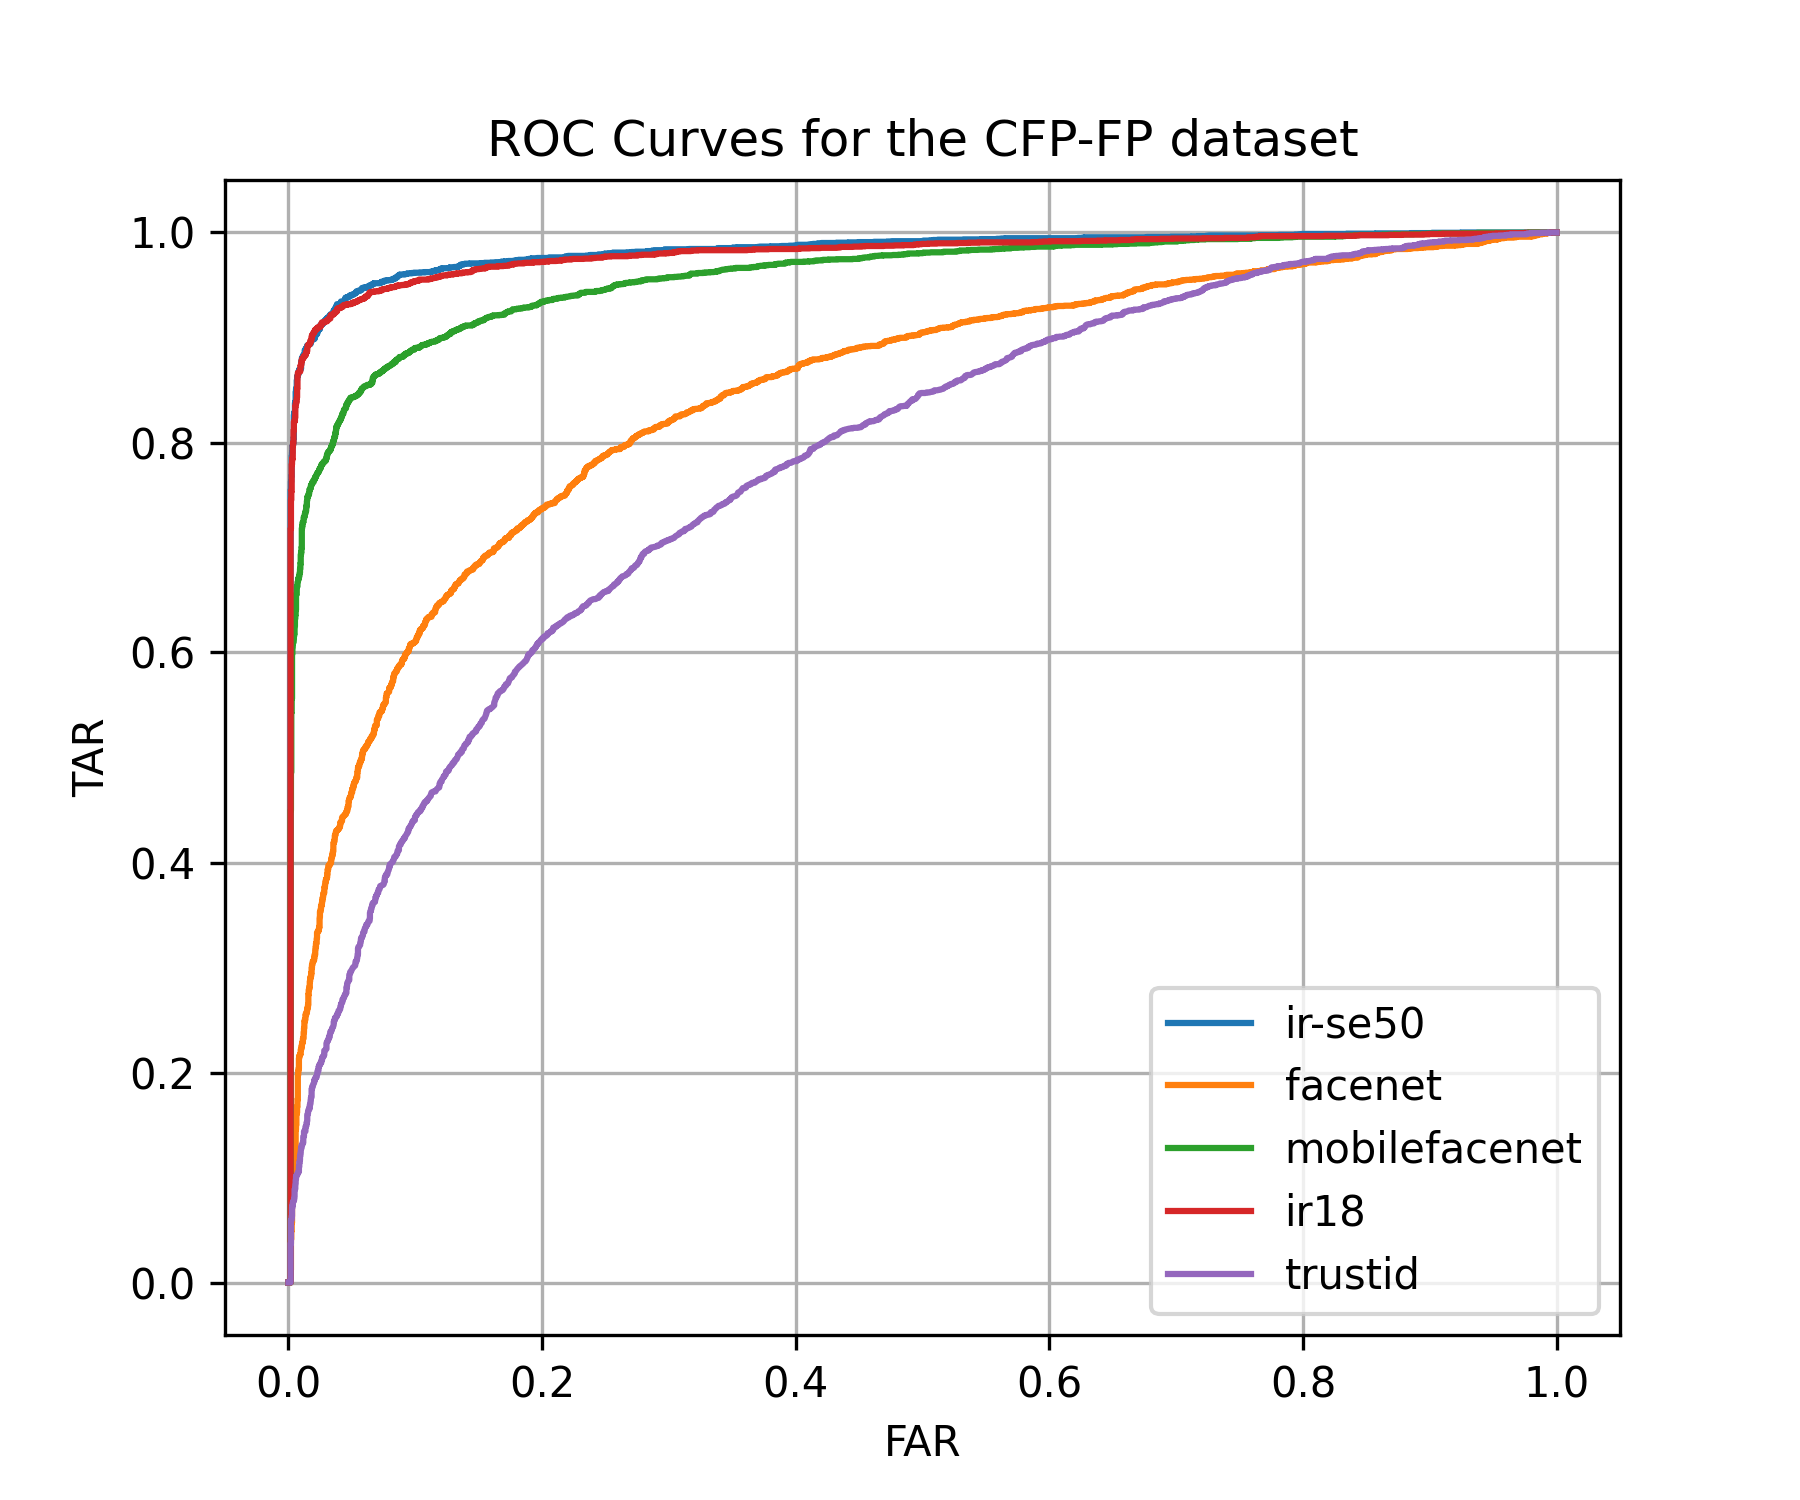 ROC Curves for the CFP-FP dataset
1.0
0.8
0.6
0.4
0.2
0.0
TAR
0.0 0.2 0.4 0.6 0.8 1.0
FAR
ir-se50
facenet
mobilefacenet
ir18
trustid